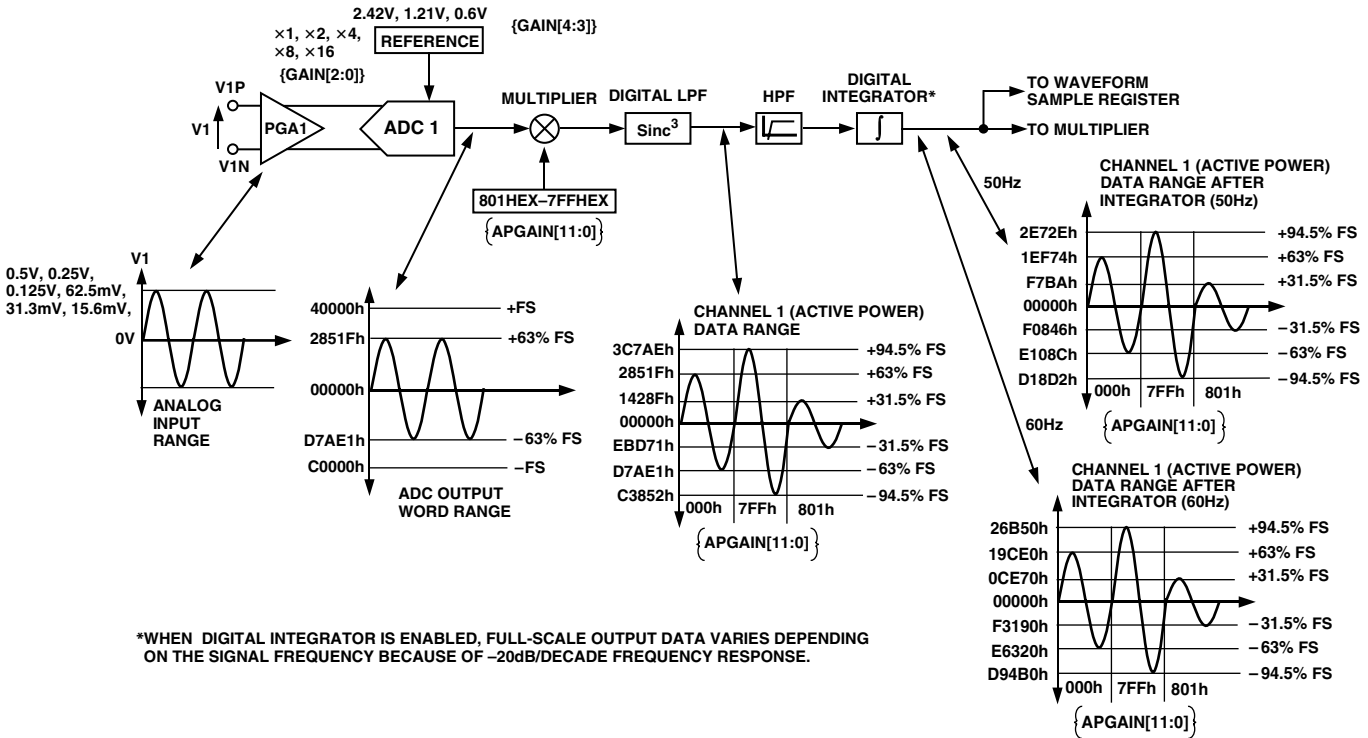 2.42V, 1.21V, 0.6V
{GAIN[4:3]}
×1, ×2, ×4,
×8, ×16
{GAIN[2:0]}
REFERENCE
V1P
V1
V1N
PGA1
ADC 1
MULTIPLIER
801HEX–7FFHEX
{APGAIN[11:0]}
DIGITAL LPF
Sinc³
HPF
DIGITAL
INTEGRATOR*
∫
TO WAVEFORM
SAMPLE REGISTER
TO MULTIPLIER
50Hz
60Hz
V1
0.5V, 0.25V,
0.125V, 62.5mV,
31.3mV, 15.6mV,
0V
ANALOG
INPUT
RANGE
40000h +FS
2851Fh +63% FS
00000h
D7AE1h –63% FS
C0000h –FS
ADC OUTPUT
WORD RANGE
CHANNEL 1 (ACTIVE POWER)
DATA RANGE
3C7AEh +94.5% FS
2851Fh +63% FS
1428Fh +31.5% FS
00000h
EBD71h –31.5% FS
D7AE1h –63% FS
C3852h –94.5% FS
000h 7FFh 801h
{APGAIN[11:0]}
CHANNEL 1 (ACTIVE POWER)
DATA RANGE AFTER
INTEGRATOR (50Hz)
2E72Eh +94.5% FS
1EF74h +63% FS
F7BAh +31.5% FS
00000h
F0846h –31.5% FS
E108Ch –63% FS
D18D2h –94.5% FS
000h 7FFh 801h
{APGAIN[11:0]}
CHANNEL 1 (ACTIVE POWER)
DATA RANGE AFTER
INTEGRATOR (60Hz)
26B50h +94.5% FS
19CE0h +63% FS
0CE70h +31.5% FS
00000h
F3190h –31.5% FS
E6320h –63% FS
D94B0h –94.5% FS
000h 7FFh 801h
{APGAIN[11:0]}
*WHEN DIGITAL INTEGRATOR IS ENABLED, FULL-SCALE OUTPUT DATA VARIES DEPENDING
ON THE SIGNAL FREQUENCY BECAUSE OF –20dB/DECADE FREQUENCY RESPONSE.